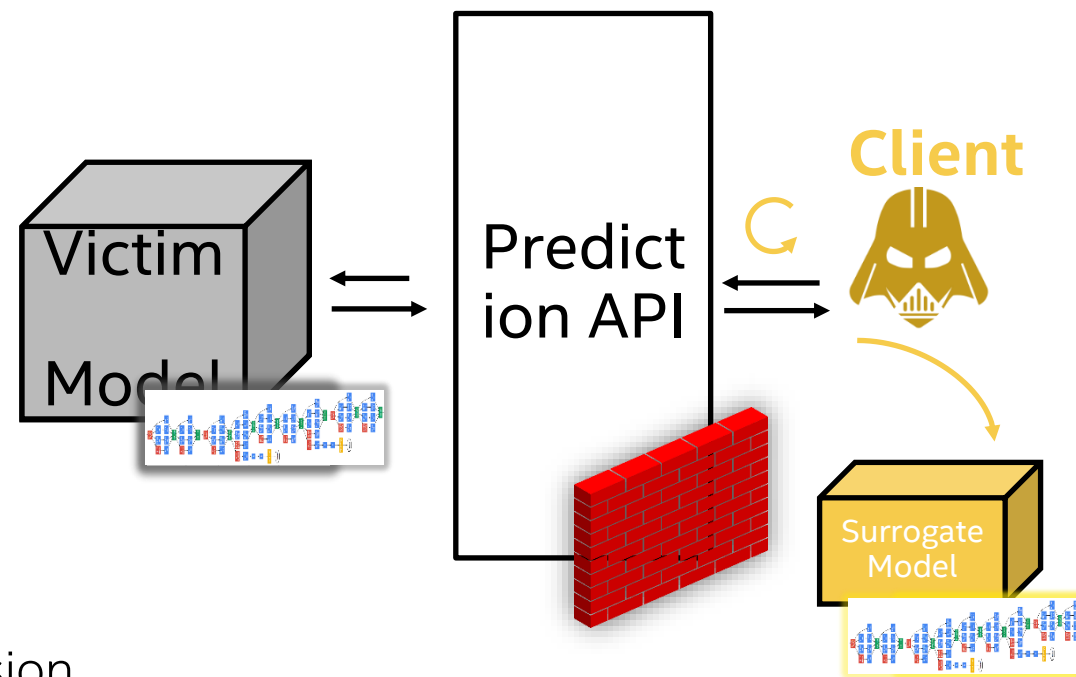 Client
Victim
Model
Predict
ion API
Surrogate
Model